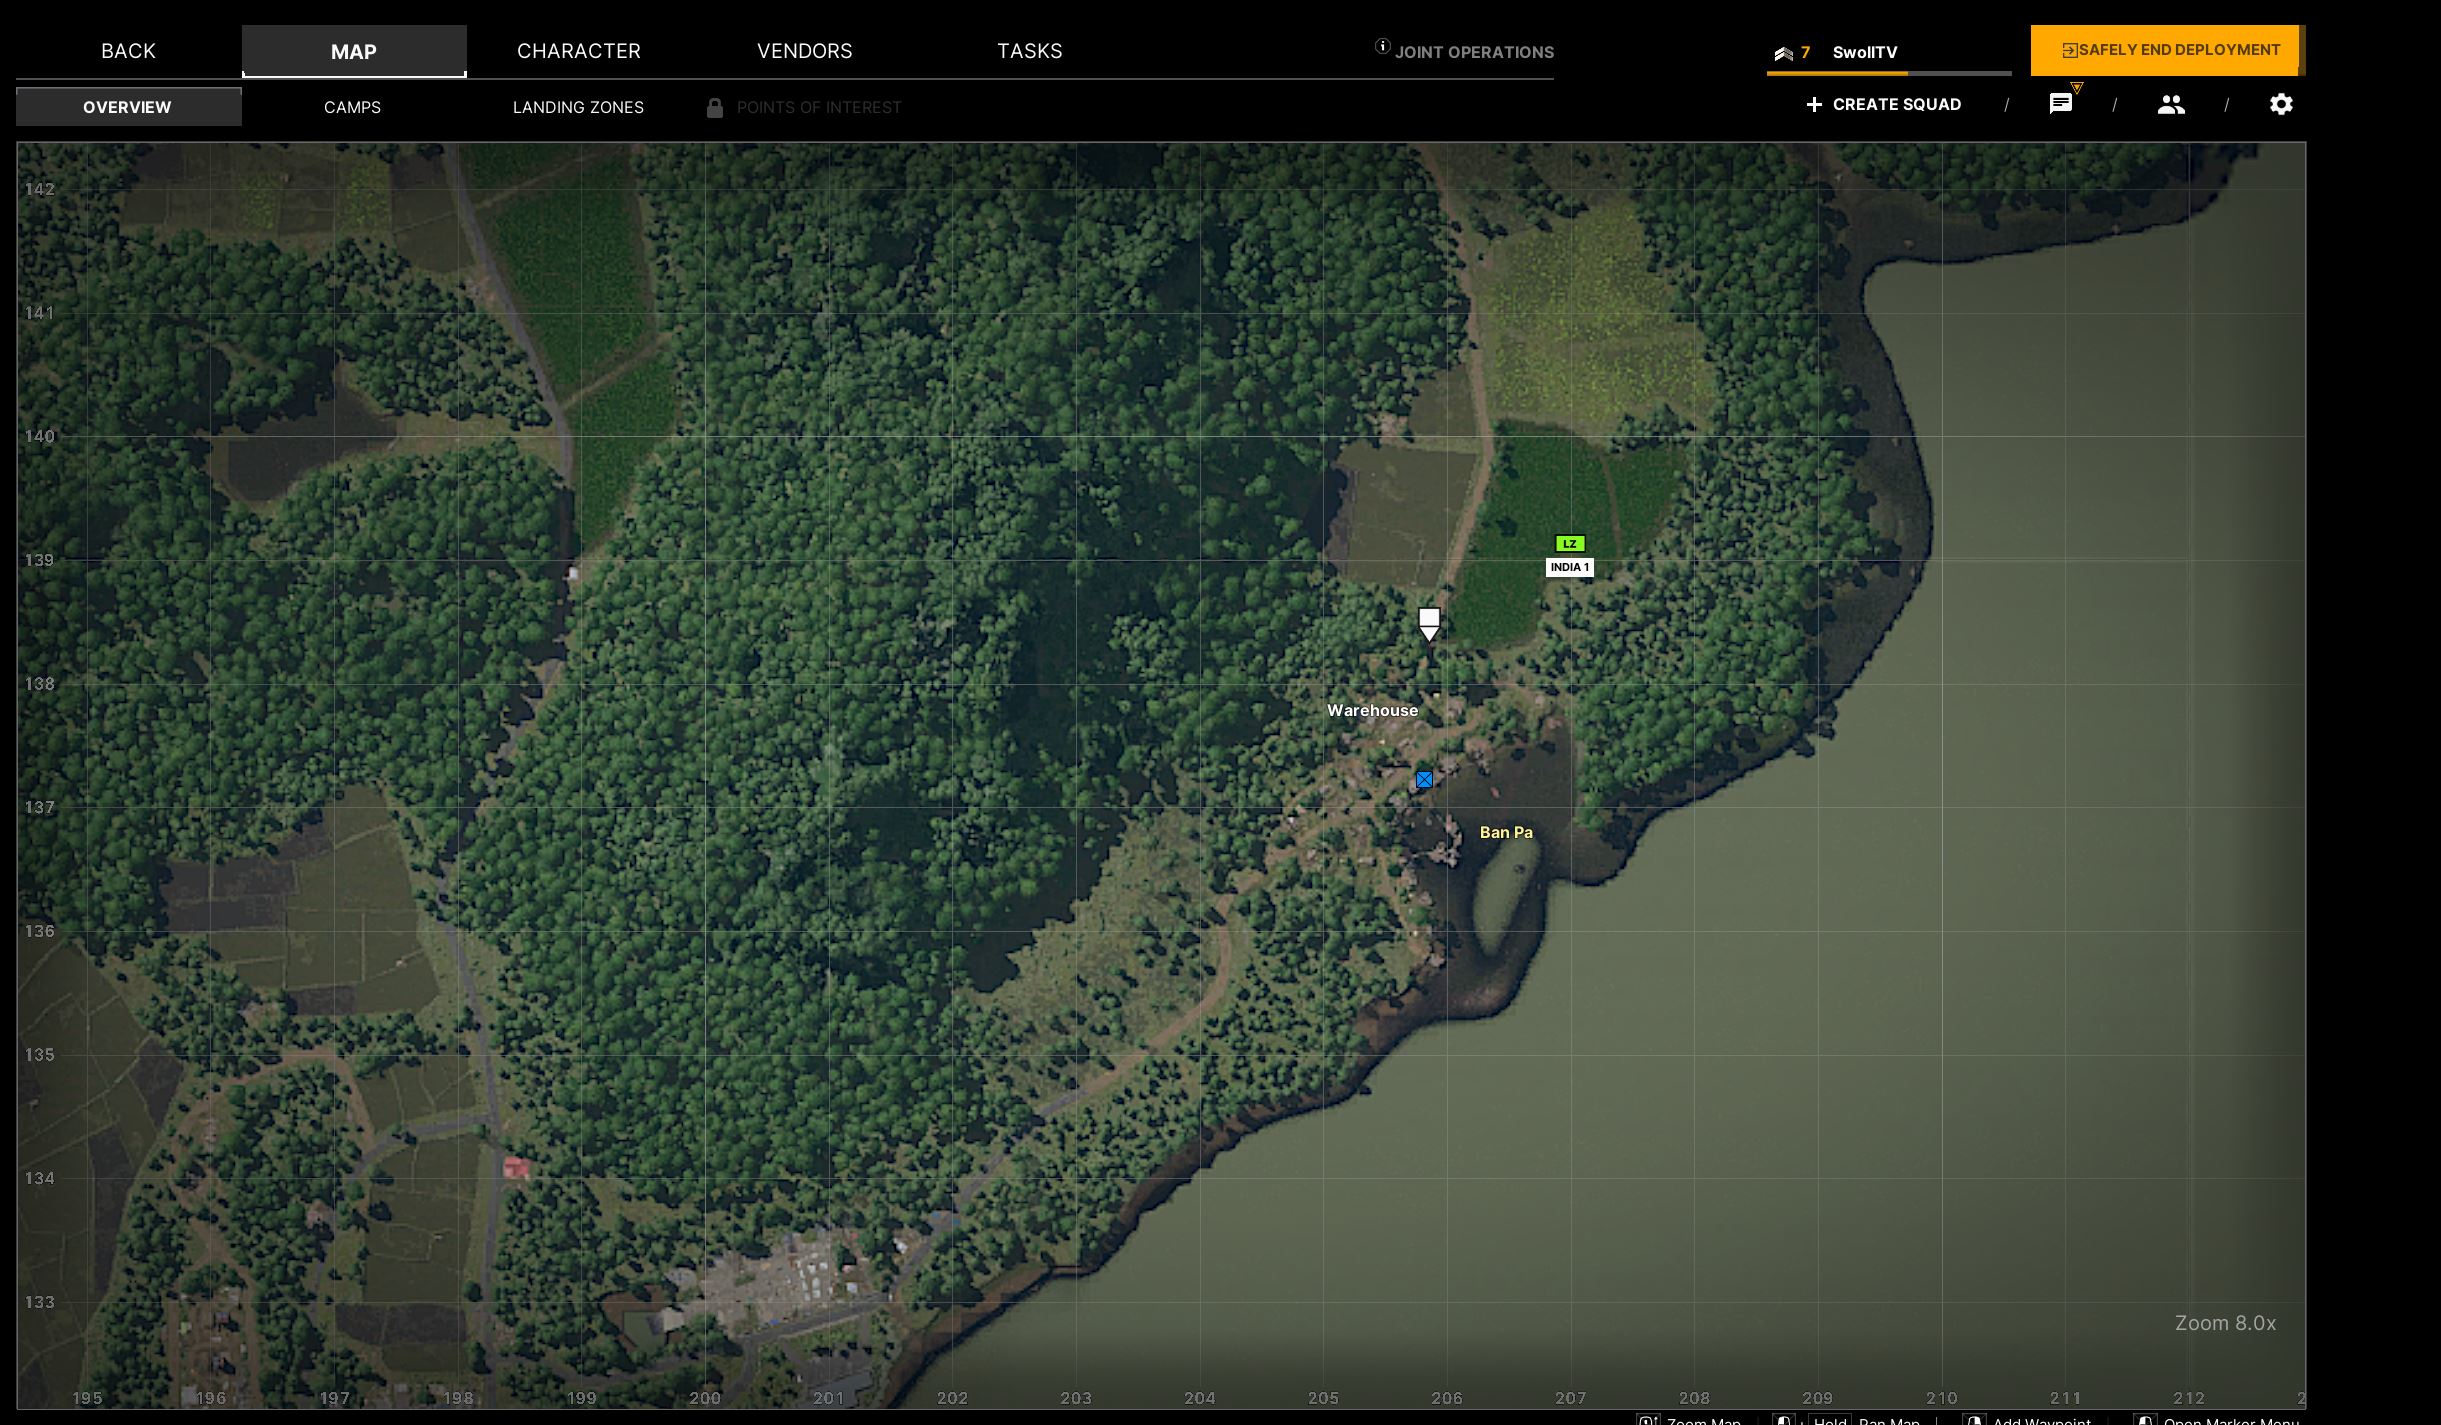 BACK
MAP
CHARACTER
VENDORS
TASKS
JOINT OPERATIONS
7 SwollTV
SAFELY END DEPLOYMENT
OVERVIEW
CAMPS
LANDING ZONES
POINTS OF INTEREST
CREATE SQUAD / / /
142
141
140
139
138
137
136
135
134
133
LZ
INDIA 1
Warehouse
Ban Pa
Zoom 8.0x
195 196 197 198 199 200 201 202 203 204 205 206 207 208 209 210 211 212 2
Zoom Map | + Hold Pan Map | Add Waypoint Open Marker Menu